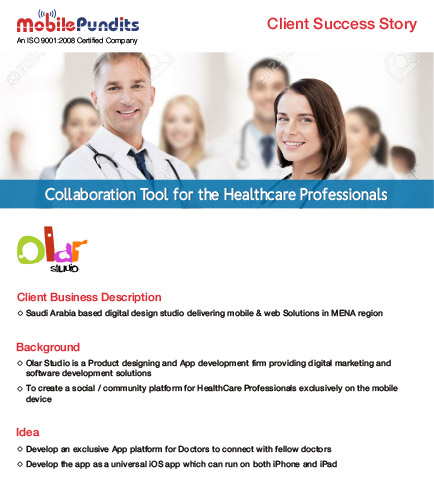 MobilePundits
An ISO 9001:2008 Certified Company
Client Success Story
Collaboration Tool for the Healthcare Professionals
Olar
studio
Client Business Description
◇ Saudi Arabia based digital design studio delivering mobile & web Solutions in MENA region
Background
◇ Olar Studio is a Product designing and App development firm providing digital marketing and
software development solutions
◇ To create a social / community platform for HealthCare Professionals exclusively on the mobile
device
Idea
◇ Develop an exclusive App platform for Doctors to connect with fellow doctors
◇ Develop the app as a universal iOS app which can run on both iPhone and iPad